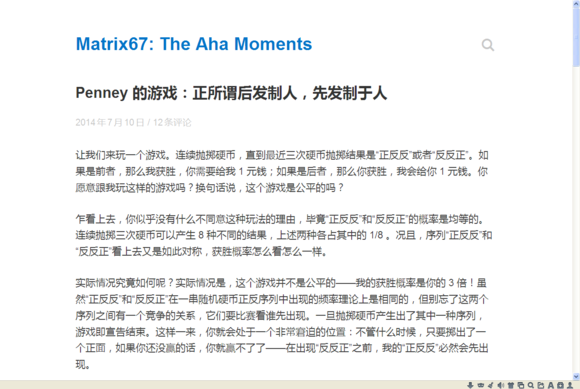 Matrix67: The Aha Moments
Penney 的游戏：正所谓后发制人，先发制于人
2014年7月10日 / 12条评论
让我们来玩一个游戏。连续抛掷硬币，直到最近三次硬币抛掷结果是“正反反”或者“反反正”。如
果是前者，那么我获胜，你需要给我 1 元钱；如果是后者，那么你获胜，我会给你 1 元钱。你
愿意跟我玩这样的游戏吗？换句话说，这个游戏是公平的吗？
乍看上去，你似乎没有什么不同意这种玩法的理由，毕竟“正反反”和“反反正”的概率是均等的。
连续抛掷三次硬币可以产生 8 种不同的结果，上述两种各占其中的 1/8 。况且，序列“正反反”和
“反反正”看上去又是如此对称，获胜概率怎么看怎么一样。
实际情况究竟如何呢？实际情况是，这个游戏并不是公平的——我的获胜概率是你的 3 倍！虽
然“正反反”和“反反正”在一串随机硬币正反序列中出现的频率理论上是相同的，但别忘了这两个
序列之间有一个竞争的关系，它们要比赛看谁先出现。一旦抛掷硬币产生出了其中一种序列，
游戏即宣告结束。这样一来，你就会处于一个非常窘迫的位置：不管什么时候，只要掷出了一
个正面，如果你还没赢的话，你就赢不了了——在出现“反反正”之前，我的“正反反”必然会先出
现。